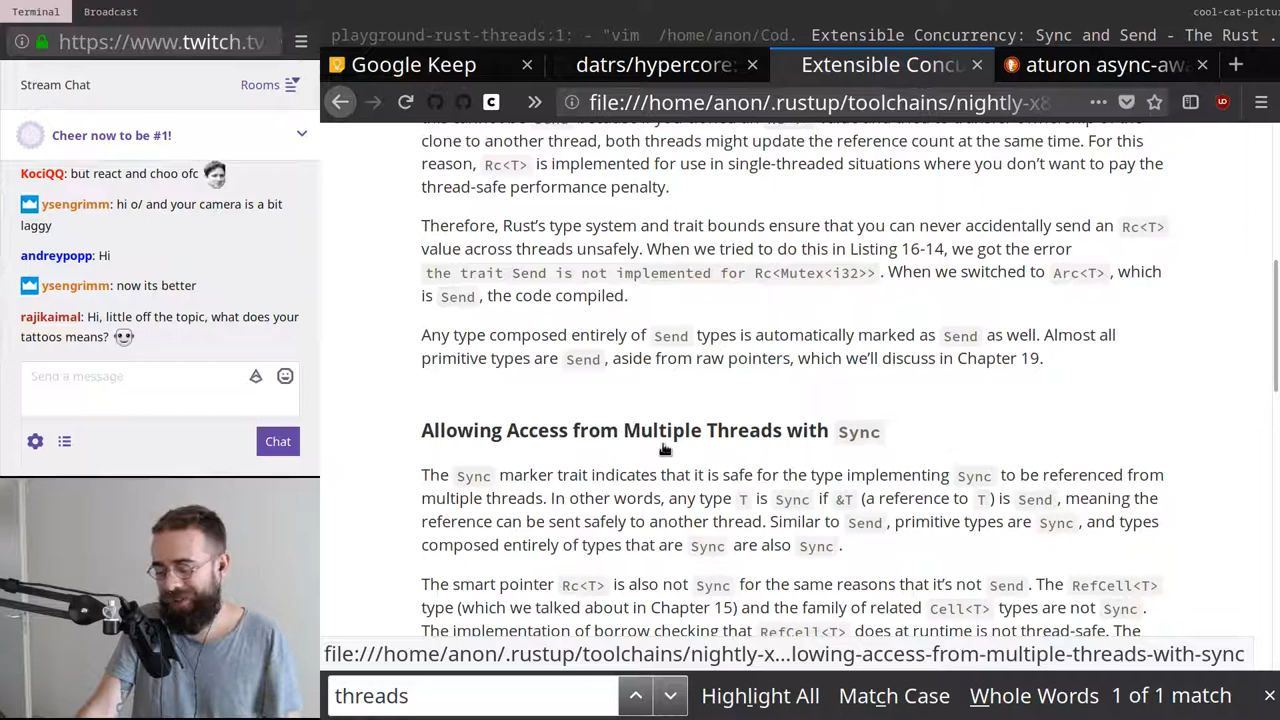 Terminal Broadcast cool-cat-pictu
https://www.twitch.tv
playground-rust-threads:1: - "vim /home/anon/Cod. Extensible Concurrency: Sync and Send - The Rust .
Google Keep × datrs/hypercore: × Extensible Concu × aturon async-awa × +
file:///home/anon/.rustup/toolchains/nightly-x8
Stream Chat Rooms
Cheer now to be #1!
KociQQ: but react and choo ofc
ysengrimm: hi o/ and your camera is a bit
laggy
andreypopp: Hi
ysengrimm: now its better
rajikaimal: Hi, little off the topic, what does your
tattoos means?
Send a message
Chat
clone to another thread, both threads might update the reference count at the same time. For this
reason, Rc<T> is implemented for use in single-threaded situations where you don’t want to pay the
thread-safe performance penalty.
Therefore, Rust’s type system and trait bounds ensure that you can never accidentally send an Rc<T>
value across threads unsafely. When we tried to do this in Listing 16-14, we got the error
the trait Send is not implemented for Rc<Mutex<i32>>. When we switched to Arc<T>, which
is Send, the code compiled.
Any type composed entirely of Send types is automatically marked as Send as well. Almost all
primitive types are Send, aside from raw pointers, which we’ll discuss in Chapter 19.
Allowing Access from Multiple Threads with Sync
The Sync marker trait indicates that it is safe for the type implementing Sync to be referenced from
multiple threads. In other words, any type T is Sync if &T (a reference to T) is Send, meaning the
reference can be sent safely to another thread. Similar to Send, primitive types are Sync, and types
composed entirely of types that are Sync are also Sync.
The smart pointer Rc<T> is also not Sync for the same reasons that it’s not Send. The RefCell<T>
type (which we talked about in Chapter 15) and the family of related Cell<T> types are not Sync.
The implementation of borrow checking that RefCell<T> does at runtime is not thread-safe. The
file:///home/anon/.rustup/toolchains/nightly-x...lowing-access-from-multiple-threads-with-sync
threads Highlight All Match Case Whole Words 1 of 1 match ×